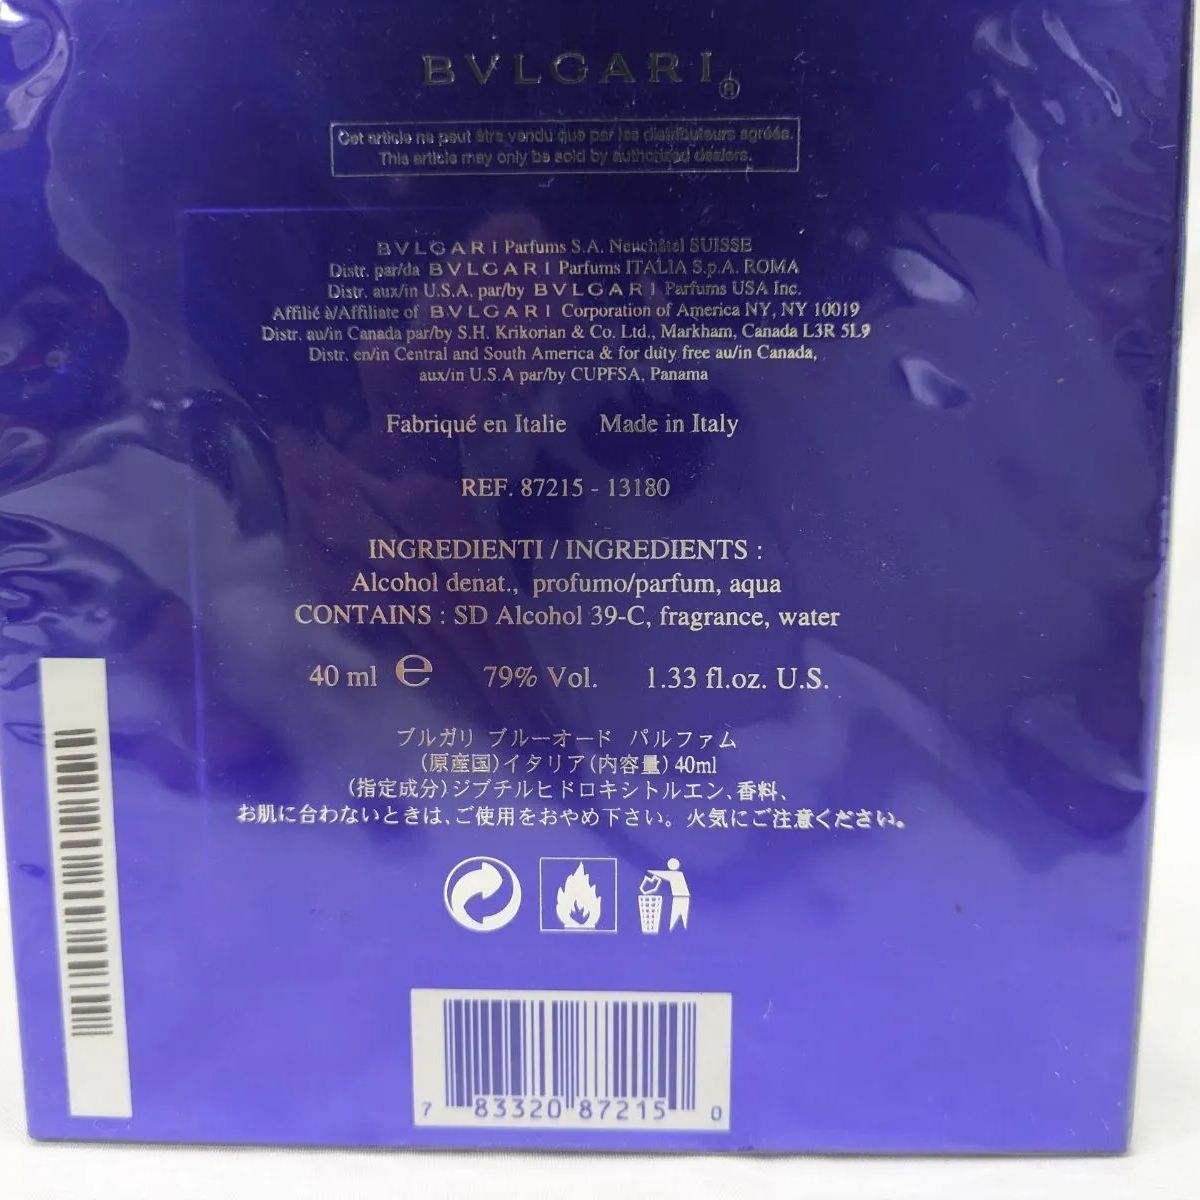 BVLGARI®
Cet article ne peut être vendu que par les distributeurs agréés.
This article may only be sold by authorized dealers.
BVLGARI Parfums S.A. Neuchâtel SUISSE
Distr. par/da BVLGARI Parfums ITALIA S.p.A. ROMA
Distr. aux/in U.S.A. par/by BVLGARI Parfums USA Inc.
Affilié à/Affiliate of BVLGARI Corporation of America NY, NY 10019
Distr. au/in Canada par/by S.H. Krikorian & Co. Ltd., Markham, Canada L3R 5L9
Distr. en/in Central and South America & for duty free au/in Canada,
aux/in U.S.A par/by CUPFSA, Panama
Fabriqué en Italie Made in Italy
REF. 87215 - 13180
INGREDIENTI / INGREDIENTS :
Alcohol denat., profumo/parfum, aqua
CONTAINS : SD Alcohol 39-C, fragrance, water
40 ml ℮ 79% Vol. 1.33 fl.oz. U.S.
ブルガリ ブルーオード パルファム
(原産国)イタリア(内容量)40ml
(指定成分)ジブチルヒドロキシトルエン、香料、
お肌に合わないときは、ご使用をおやめ下さい。火気にご注意ください。
7 83320 87215 0